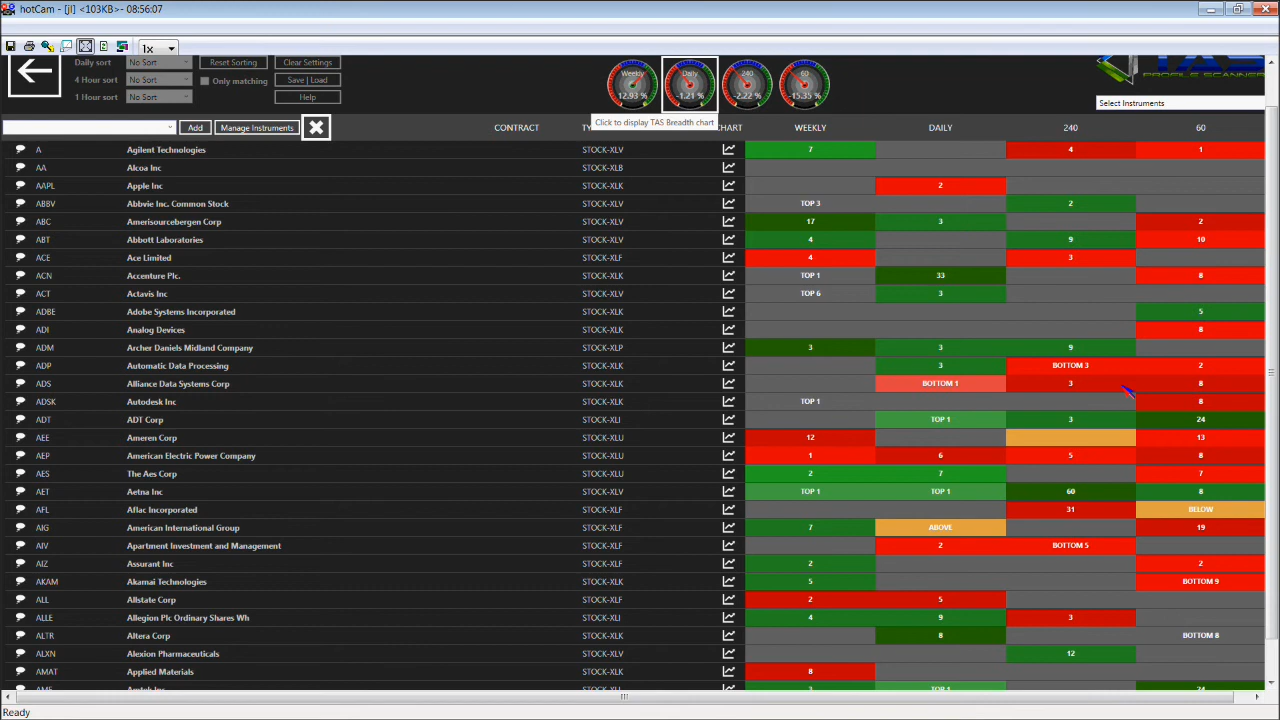 hotCam - [jl] <103KB>- 08:56:07
1x
Daily sort No Sort Reset Sorting Clear Settings
4 Hour sort No Sort Only matching Save | Load
1 Hour sort No Sort Help
Weekly 12.93 % Daily -1.21 % 240 -2.22 % 60 -15.35 %
TAS
PROFILE SCANNER
Select Instruments
Click to display TAS Breadth chart
Add Manage Instruments
CONTRACT TY CHART WEEKLY DAILY 240 60
A Agilent Technologies STOCK-XLV 7 4 1
AA Alcoa Inc STOCK-XLB
AAPL Apple Inc STOCK-XLK 2
ABBV Abbvie Inc. Common Stock STOCK-XLV TOP 3 2
ABC Amerisourcebergen Corp STOCK-XLV 17 3 2
ABT Abbott Laboratories STOCK-XLV 4 9 10
ACE Ace Limited STOCK-XLF 4 3
ACN Accenture Plc. STOCK-XLK TOP 1 33 8
ACT Actavis Inc STOCK-XLV TOP 6 3
ADBE Adobe Systems Incorporated STOCK-XLK 5
ADI Analog Devices STOCK-XLK 8
ADM Archer Daniels Midland Company STOCK-XLP 3 3 9
ADP Automatic Data Processing STOCK-XLK 3 BOTTOM 3 2
ADS Alliance Data Systems Corp STOCK-XLK BOTTOM 1 3 8
ADSK Autodesk Inc STOCK-XLK TOP 1 8
ADT ADT Corp STOCK-XLI TOP 1 3 24
AEE Ameren Corp STOCK-XLU 12 13
AEP American Electric Power Company STOCK-XLU 1 6 5 8
AES The Aes Corp STOCK-XLU 2 7 7
AET Aetna Inc STOCK-XLV TOP 1 TOP 1 60 8
AFL Aflac Incorporated STOCK-XLF 31 BELOW
AIG American International Group STOCK-XLF 7 ABOVE 19
AIV Apartment Investment and Management STOCK-XLF 2 BOTTOM 5
AIZ Assurant Inc STOCK-XLF 2 2
AKAM Akamai Technologies STOCK-XLK 5 BOTTOM 9
ALL Allstate Corp STOCK-XLF 2 5
ALLE Allegion Plc Ordinary Shares Wh STOCK-XLI 4 9 3
ALTR Altera Corp STOCK-XLK 8 BOTTOM 8
ALXN Alexion Pharmaceuticals STOCK-XLV 12
AMAT Applied Materials STOCK-XLK 8
AME Ametek Inc STOCK-XLI 3 TOP 1 24
Ready